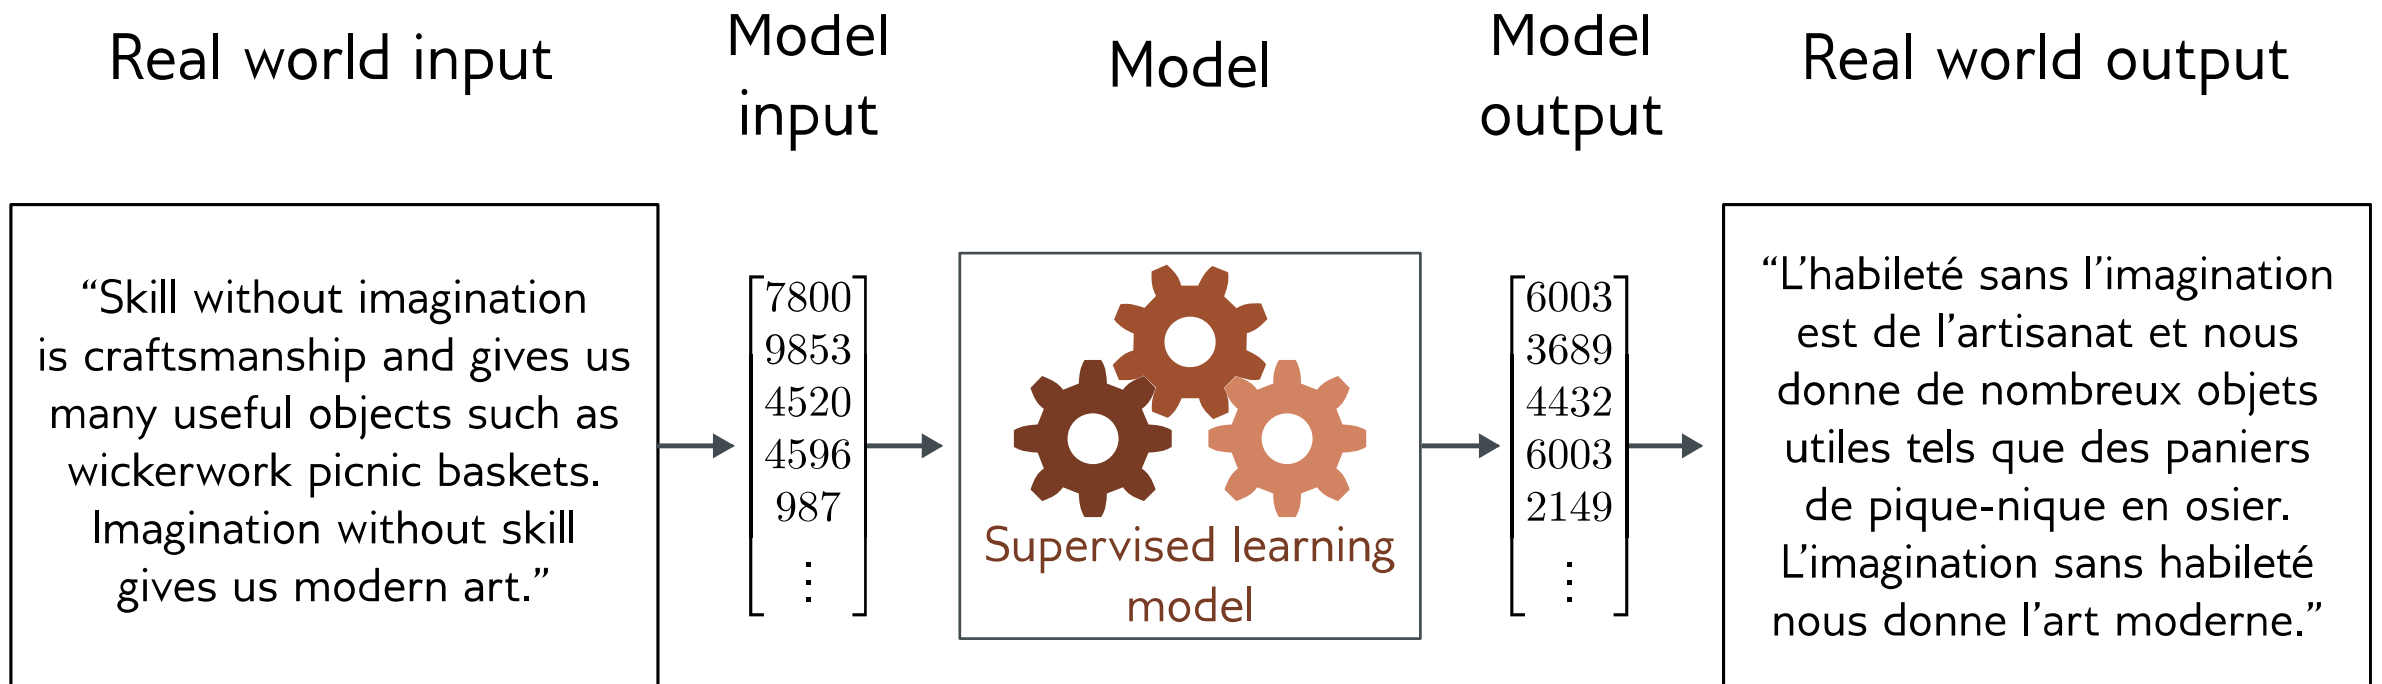 Real world input
Model
input
Model
Model
output
Real world output
“Skill without imagination
is craftsmanship and gives us
many useful objects such as
wickerwork picnic baskets.
Imagination without skill
gives us modern art.”
7800
9853
4520
4596
987
⋮
Supervised learning
model
6003
3689
4432
6003
2149
⋮
“L’habileté sans l’imagination
est de l’artisanat et nous
donne de nombreux objets
utiles tels que des paniers
de pique-nique en osier.
L’imagination sans habileté
nous donne l’art moderne.”